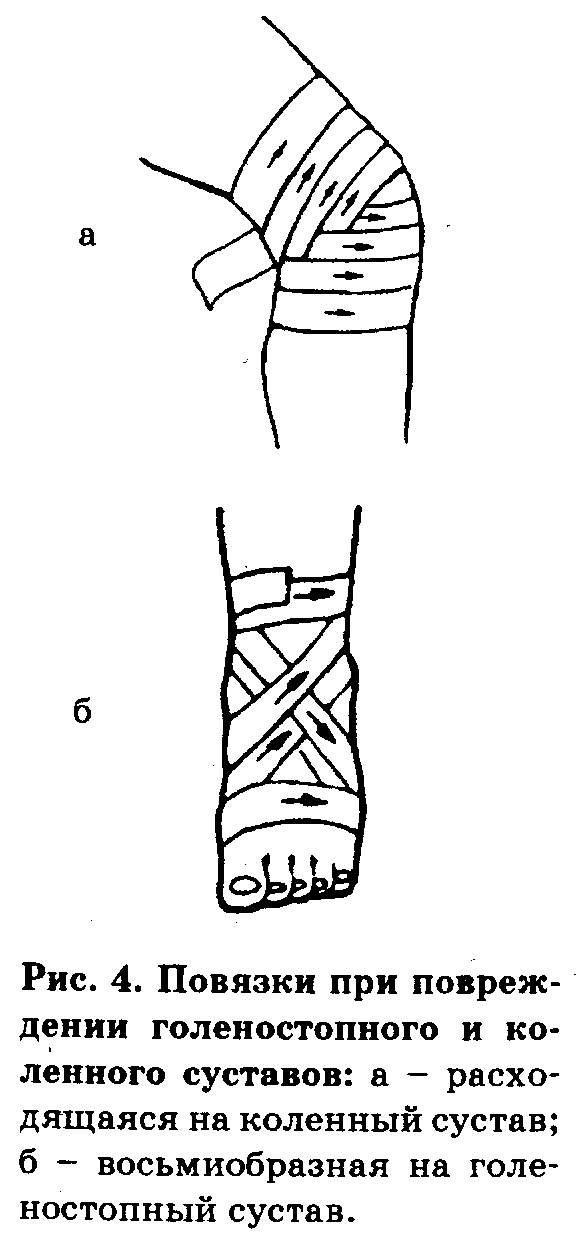 а
б
Рис. 4. Повязки при повреж-
дении голеностопного и ко-
ленного суставов: а – расхо-
дящаяся на коленный сустав;
б – восьмиобразная на голе-
ностопный сустав.